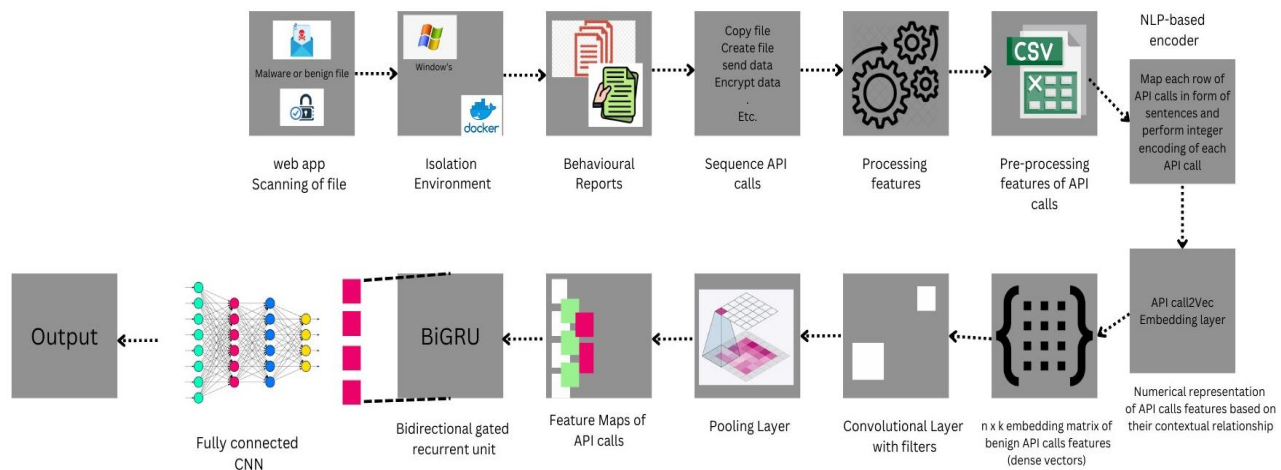 NLP-based
encoder
Malware or benign file
Window's
docker
Copy file
Create file
send data
Encrypt data
.
Etc.
CSV
X
Map each row of
API calls in form of
sentences and
perform integer
encoding of each
API call
web app
Scanning of file
Isolation
Environment
Behavioural
Reports
Sequence API
calls
Processing
features
Pre-processing
features of API
calls
Output
BiGRU
API call2Vec
Embedding layer
Fully connected
CNN
Bidirectional gated
recurrent unit
Feature Maps of
API calls
Pooling Layer
Convolutional Layer
with filters
n x k embedding matrix of
benign API calls features
(dense vectors)
Numerical representation
of API calls features based on
their contextual relationship